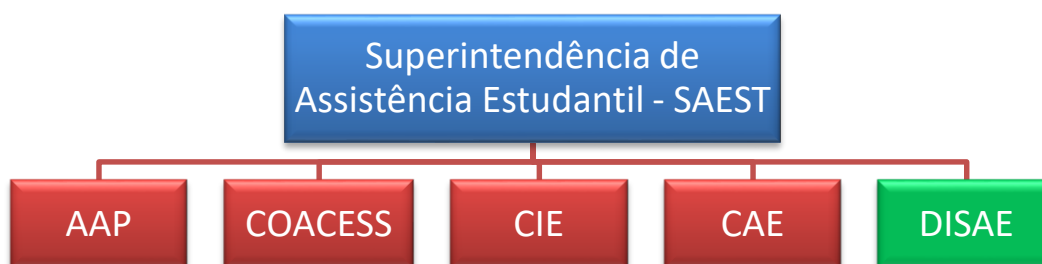 Superintendência de
Assistência Estudantil - SAEST
AAP
COACESS
CIE
CAE
DISAE